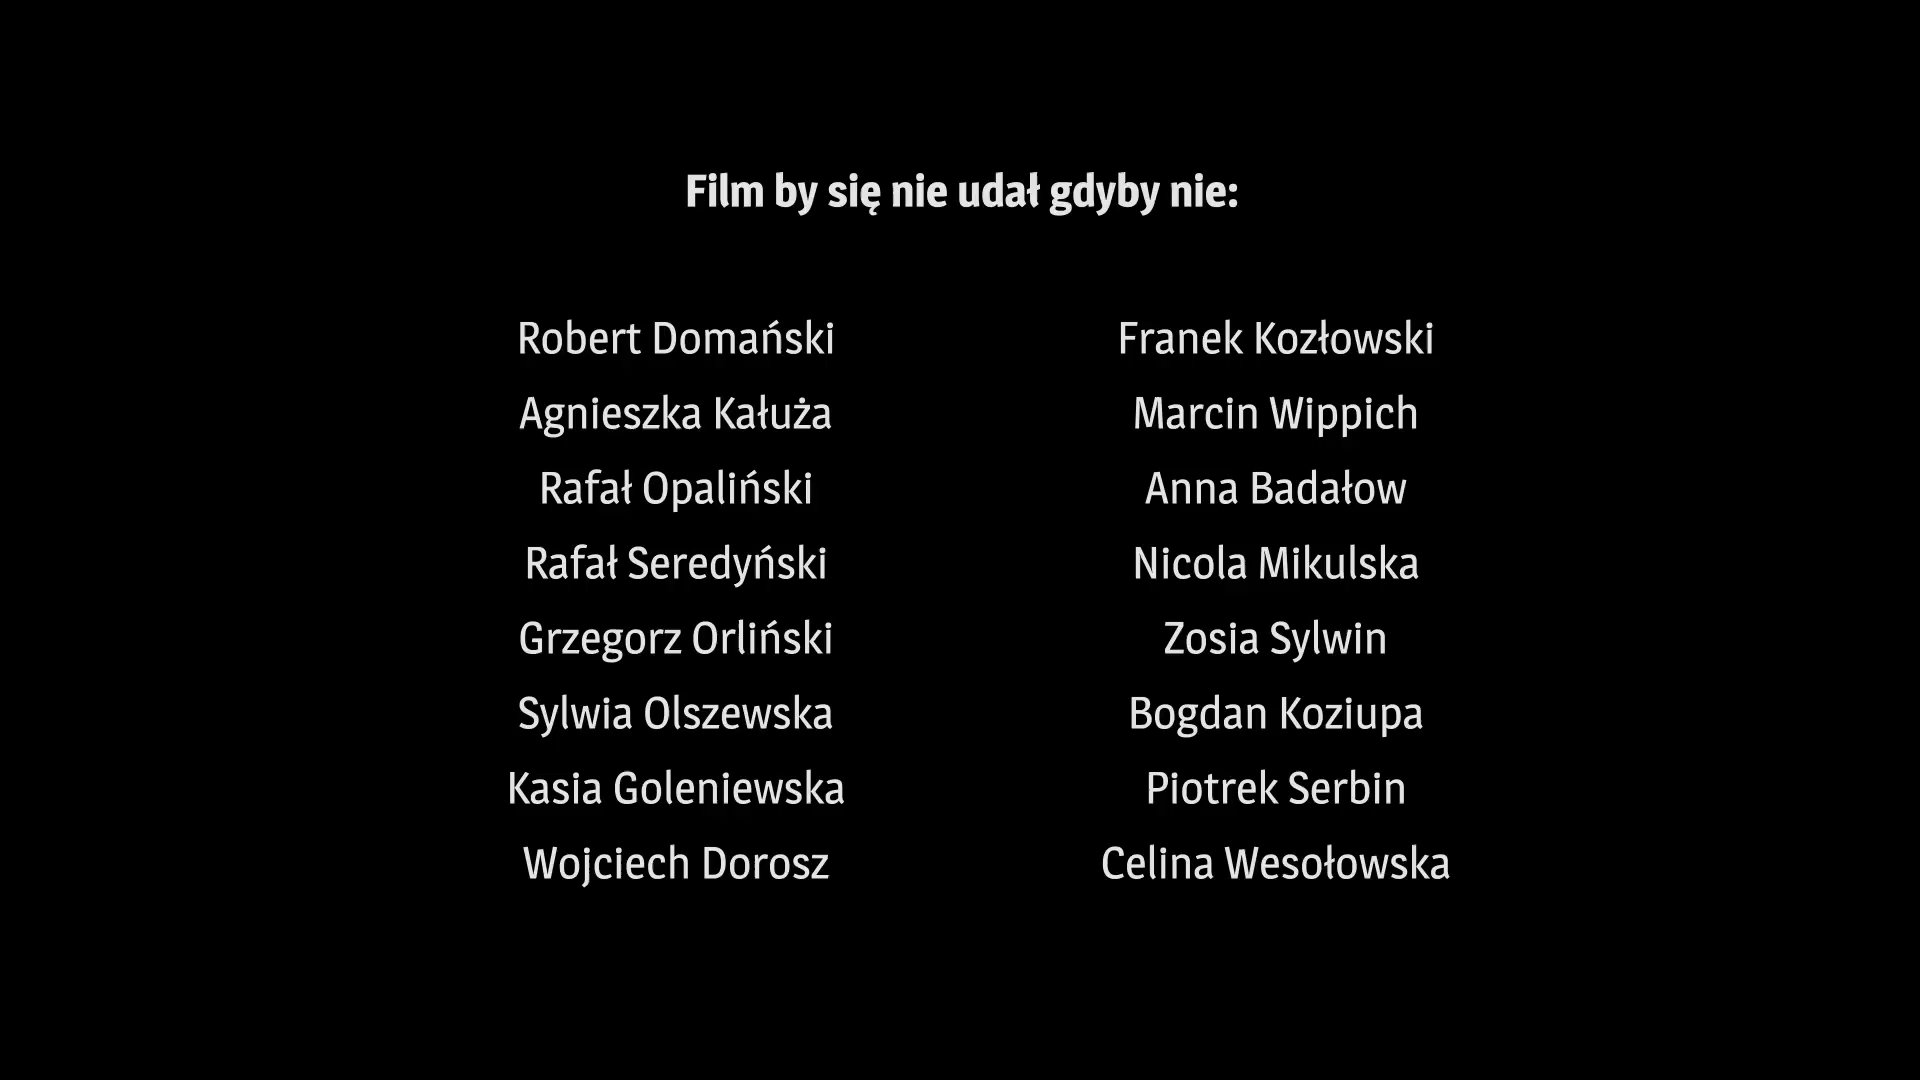 Film by się nie udał gdyby nie:
Robert Domański
Agnieszka Kałuża
Rafał Opaliński
Rafał Seredyński
Grzegorz Orliński
Sylwia Olszewska
Kasia Goleniewska
Wojciech Dorosz
Franek Kozłowski
Marcin Wippich
Anna Badałow
Nicola Mikulska
Zosia Sylwin
Bogdan Koziupa
Piotrek Serbin
Celina Wesołowska